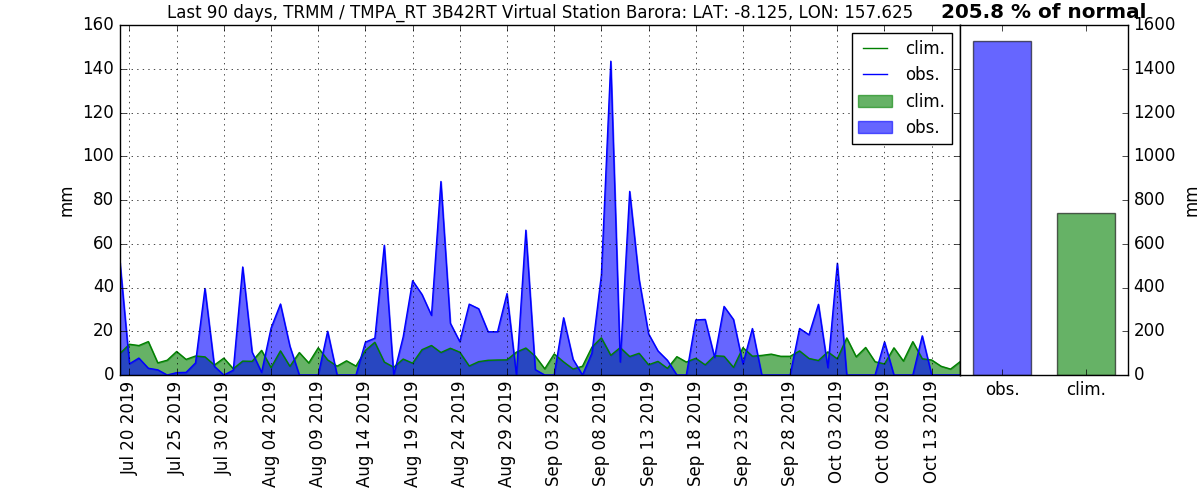 Last 90 days, TRMM / TMPA_RT 3B42RT Virtual Station Barora: LAT: -8.125, LON: 157.625
205.8 % of normal
mm
160
140
120
100
80
60
40
20
0
clim.
obs.
clim.
obs.
Jul 20 2019
Jul 25 2019
Jul 30 2019
Aug 04 2019
Aug 09 2019
Aug 14 2019
Aug 19 2019
Aug 24 2019
Aug 29 2019
Sep 03 2019
Sep 08 2019
Sep 13 2019
Sep 18 2019
Sep 23 2019
Sep 28 2019
Oct 03 2019
Oct 08 2019
Oct 13 2019
1600
1400
1200
1000
800
600
400
200
0
mm
obs.
clim.